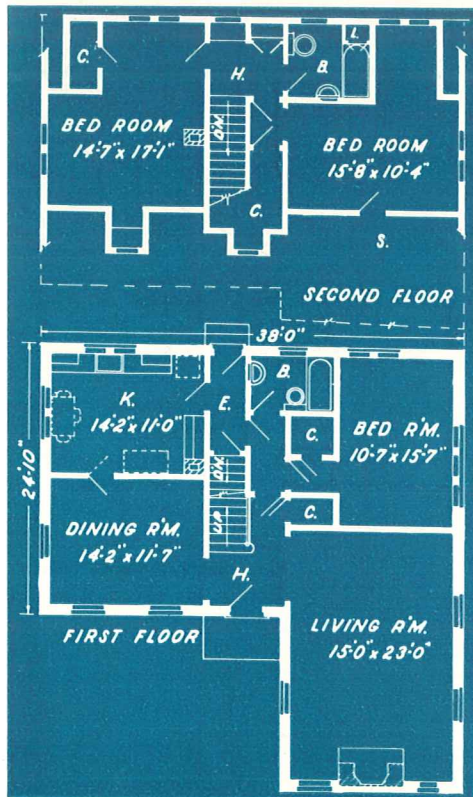 C.
H.
B.
L.
BED ROOM
14'-7" x 17'-1"
D'N.
BED ROOM
15'-8" x 10'-4"
C.
S.
SECOND FLOOR
38'-0"
24'-10"
K.
14'-2" x 11'-0"
E.
B.
C.
BED R'M.
10'-7" x 15'-7"
D'N.
UP.
C.
DINING R'M.
14'-2" x 11'-7"
H.
FIRST FLOOR
LIVING R'M.
15'-0" x 23'-0"